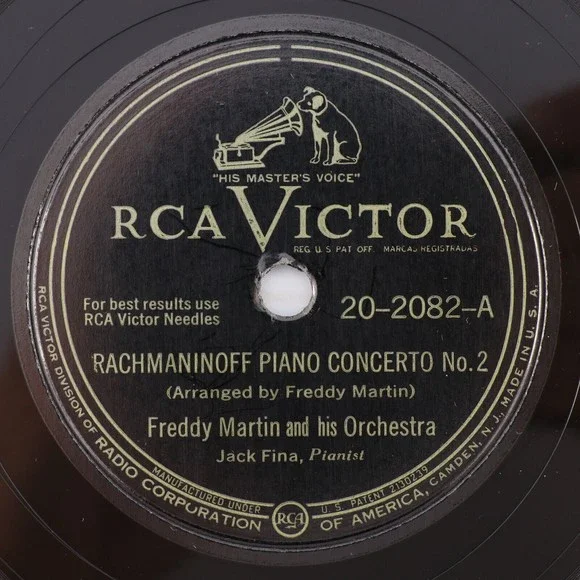 "HIS MASTER'S VOICE"
RCA VICTOR
REG. U. S. PAT. OFF. MARCAS REGISTRADAS
For best results use
RCA Victor Needles
20-2082-A
RACHMANINOFF PIANO CONCERTO No. 2
(Arranged by Freddy Martin)
Freddy Martin and his Orchestra
Jack Fina, Pianist
MANUFACTURED UNDER U. S. PATENT 2130239
RCA VICTOR DIVISION OF RADIO CORPORATION OF AMERICA, CAMDEN, N. J., MADE IN U. S. A.
RCA